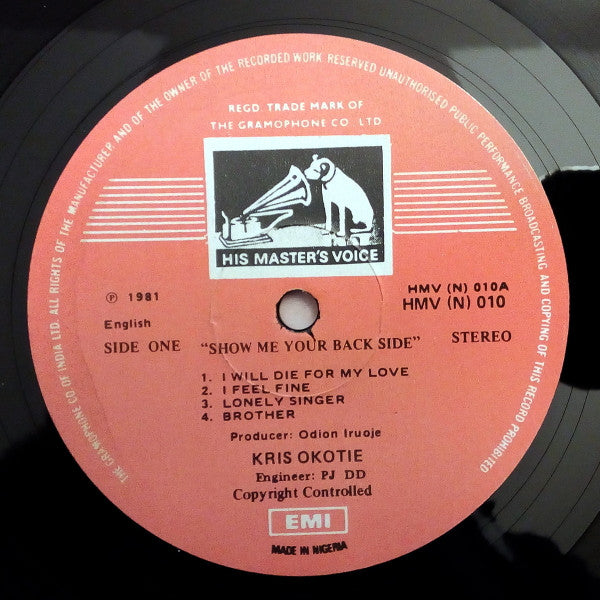 THE GRAMOPHONE CO OF INDIA LTD. ALL RIGHTS OF THE MANUFACTURER AND OF THE OWNER OF THE RECORDED WORK RESERVED UNAUTHORISED PUBLIC PERFORMANCE BROADCASTING AND COPYING OF THIS RECORD PROHIBITED
REGD. TRADE MARK OF
THE GRAMOPHONE CO. LTD
HIS MASTER'S VOICE
℗ 1981
HMV (N) 010A
HMV (N) 010
English
SIDE ONE "SHOW ME YOUR BACK SIDE" STEREO
1. I WILL DIE FOR MY LOVE
2. I FEEL FINE
3. LONELY SINGER
4. BROTHER
Producer: Odion Iruoje
KRIS OKOTIE
Engineer: PJ DD
Copyright Controlled
EMI
MADE IN NIGERIA